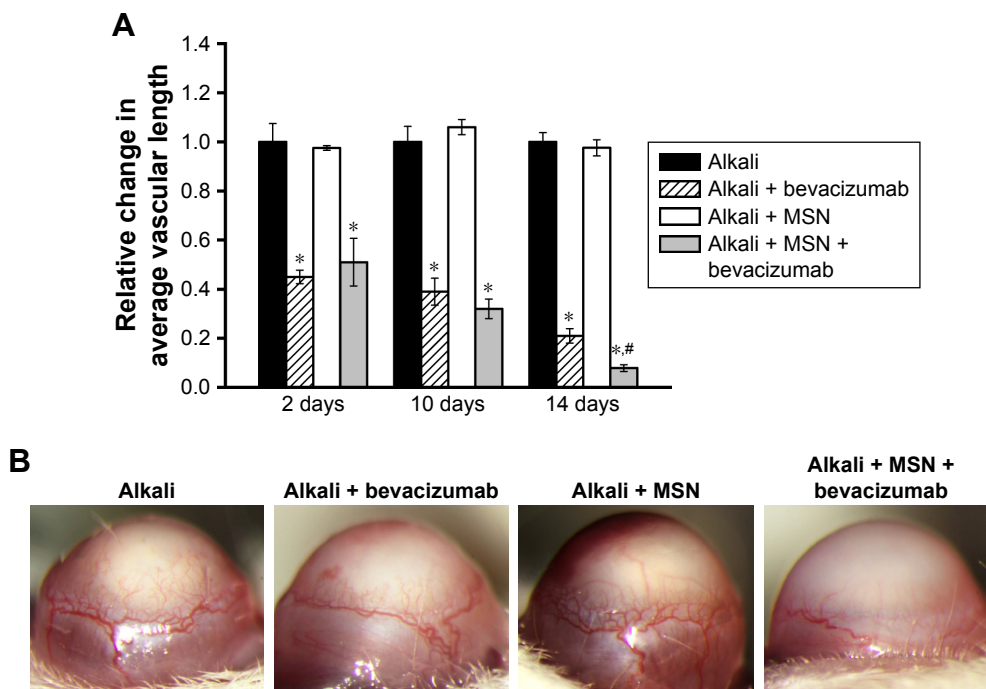 A
Relative change in
average vascular length
1.4
1.2
1.0
0.8
0.6
0.4
0.2
0.0
*
*
*
*
*
*,#
2 days
10 days
14 days
Alkali
Alkali + bevacizumab
Alkali + MSN
Alkali + MSN +
bevacizumab
B
Alkali
Alkali + bevacizumab
Alkali + MSN
Alkali + MSN +
bevacizumab